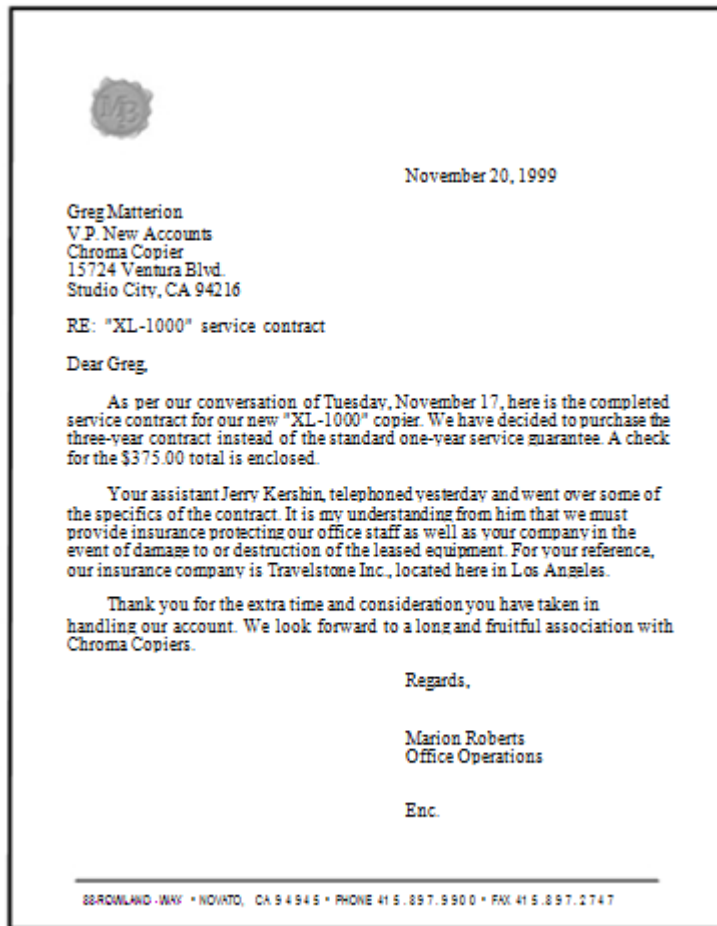 MB
November 20, 1999
Greg Matterion
V.P. New Accounts
Chroma Copier
15724 Ventura Blvd.
Studio City, CA 94216
RE: "XL-1000" service contract
Dear Greg,
As per our conversation of Tuesday, November 17, here is the completed
service contract for our new "XL-1000" copier. We have decided to purchase the
three-year contract instead of the standard one-year service guarantee. A check
for the $375.00 total is enclosed.
Your assistant Jerry Kershin, telephoned yesterday and went over some of
the specifics of the contract. It is my understanding from him that we must
provide insurance protecting our office staff as well as your company in the
event of damage to or destruction of the leased equipment. For your reference,
our insurance company is Travelstone Inc., located here in Los Angeles.
Thank you for the extra time and consideration you have taken in
handling our account. We look forward to a long and fruitful association with
Chroma Copiers.
Regards,
Marion Roberts
Office Operations
Enc.
88-ROWLAND - WAY • NOVATO, CA 94945 • PHONE 415.897.9900 • FAX 415.897.2747